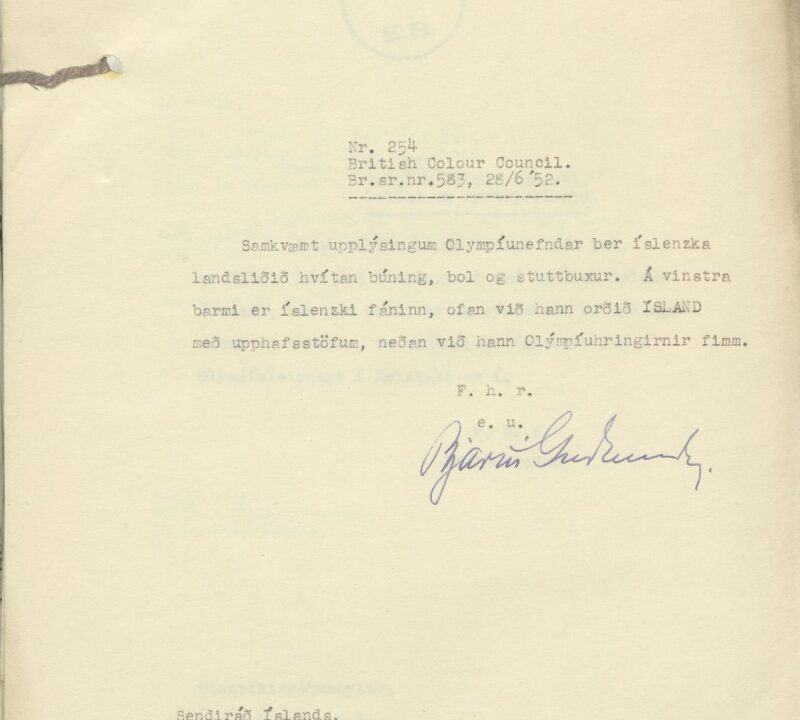 E.B.
Nr. 254
British Colour Council.
Br.sr.nr.583, 28/6 '52.
Samkvæmt upplýsingum Olympíunefndar ber íslenzka
landsliðið hvítan búning, bol og stuttbuxur. Á vinstra
barmi er íslenzki fáninn, ofan við hann orðið ÍSLAND
með upphafsstöfum, neðan við hann Olýmpíuhringirnir fimm.
F. h. r.
e. u.
Bjarni Guðmundss.
Sendiráð Íslands.